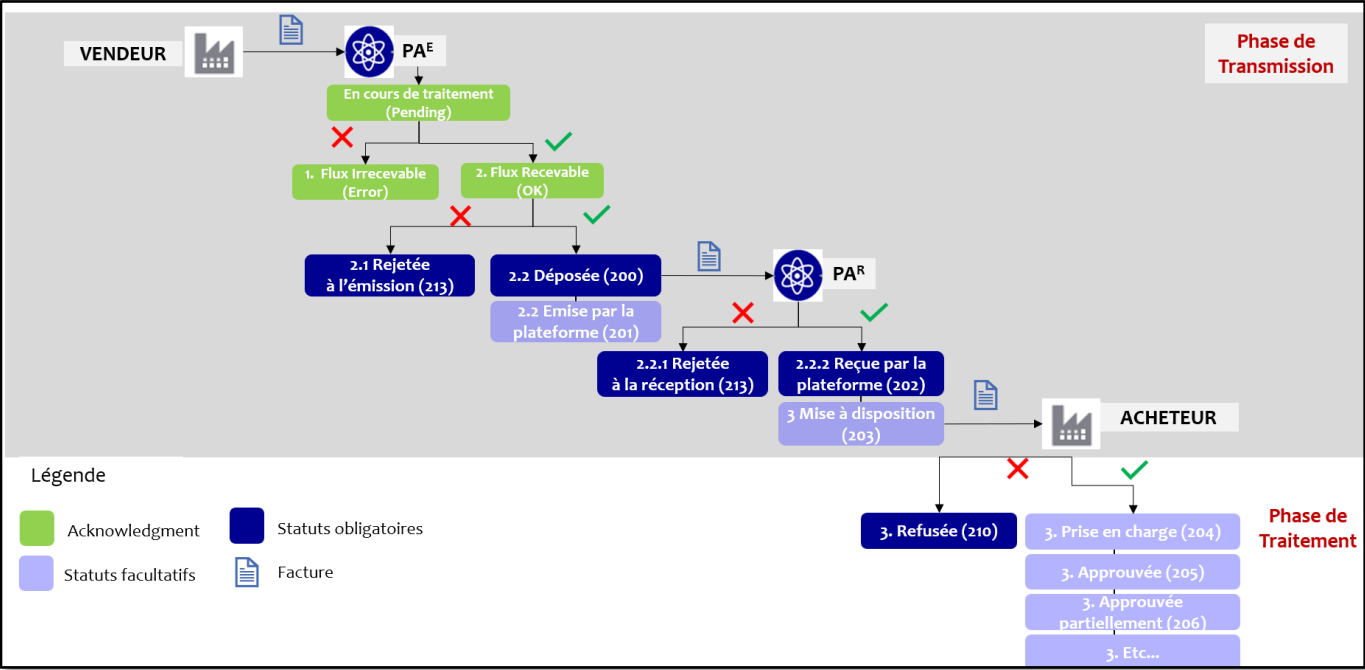 VENDEUR
PAᴱ
Phase de
Transmission
En cours de traitement
(Pending)
1. Flux Irrecevable
(Error)
2. Flux Recevable
(OK)
2.1 Rejetée
à l'émission (213)
2.2 Déposée (200)
PAᴿ
2.2 Emise par la
plateforme (201)
2.2.1 Rejetée
à la réception (213)
2.2.2 Reçue par la
plateforme (202)
3 Mise à disposition
(203)
ACHETEUR
Légende
Acknowledgment
Statuts obligatoires
Statuts facultatifs
Facture
3. Refusée (210)
3. Prise en charge (204)
Phase de
Traitement
3. Approuvée (205)
3. Approuvée
partiellement (206)
3. Etc...